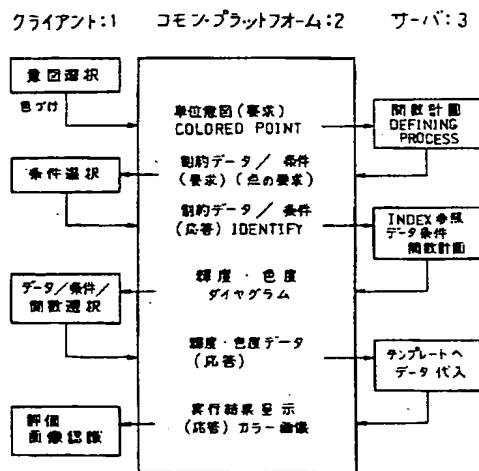 クライアント:1 コモン・プラットフォーム:2 サーバ:3
意図選択
色づけ
単位意図(要求)
COLORED POINT
関数計画
DEFINING
PROCESS
条件選択
制約データ/条件
(要求)(点の要求)
制約データ/条件
(応答) IDENTIFY
INDEX参照
データ条件
関数計画
データ/条件/
関数選択
輝度・色度
ダイヤグラム
輝度・色度データ
(応答)
テンプレートへ
データ代入
評価
画像認識
実行結果呈示
(応答)カラー画像